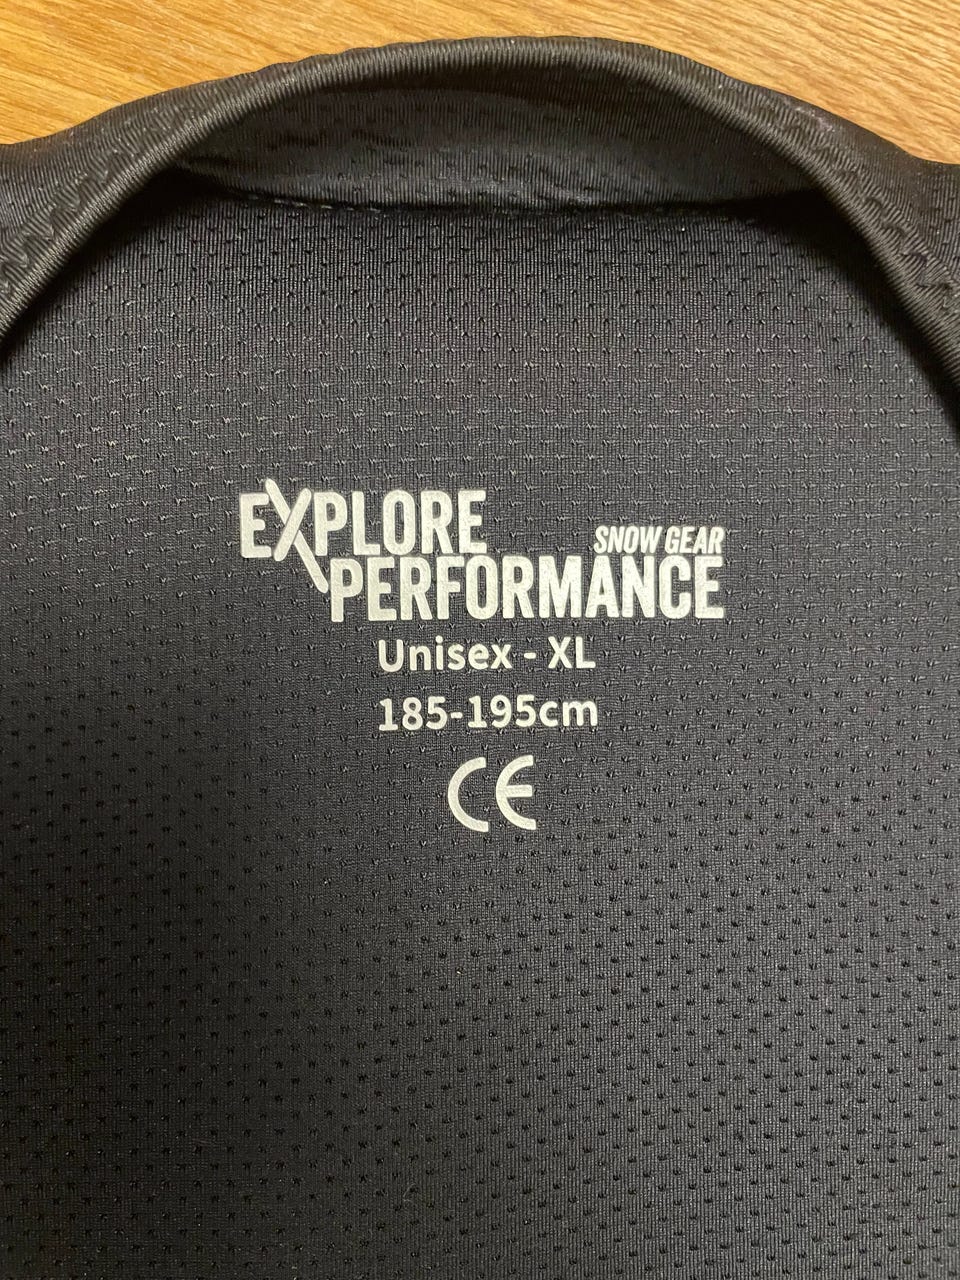 EXPLORE
SNOW GEAR
PERFORMANCE
Unisex - XL
185-195cm
CE